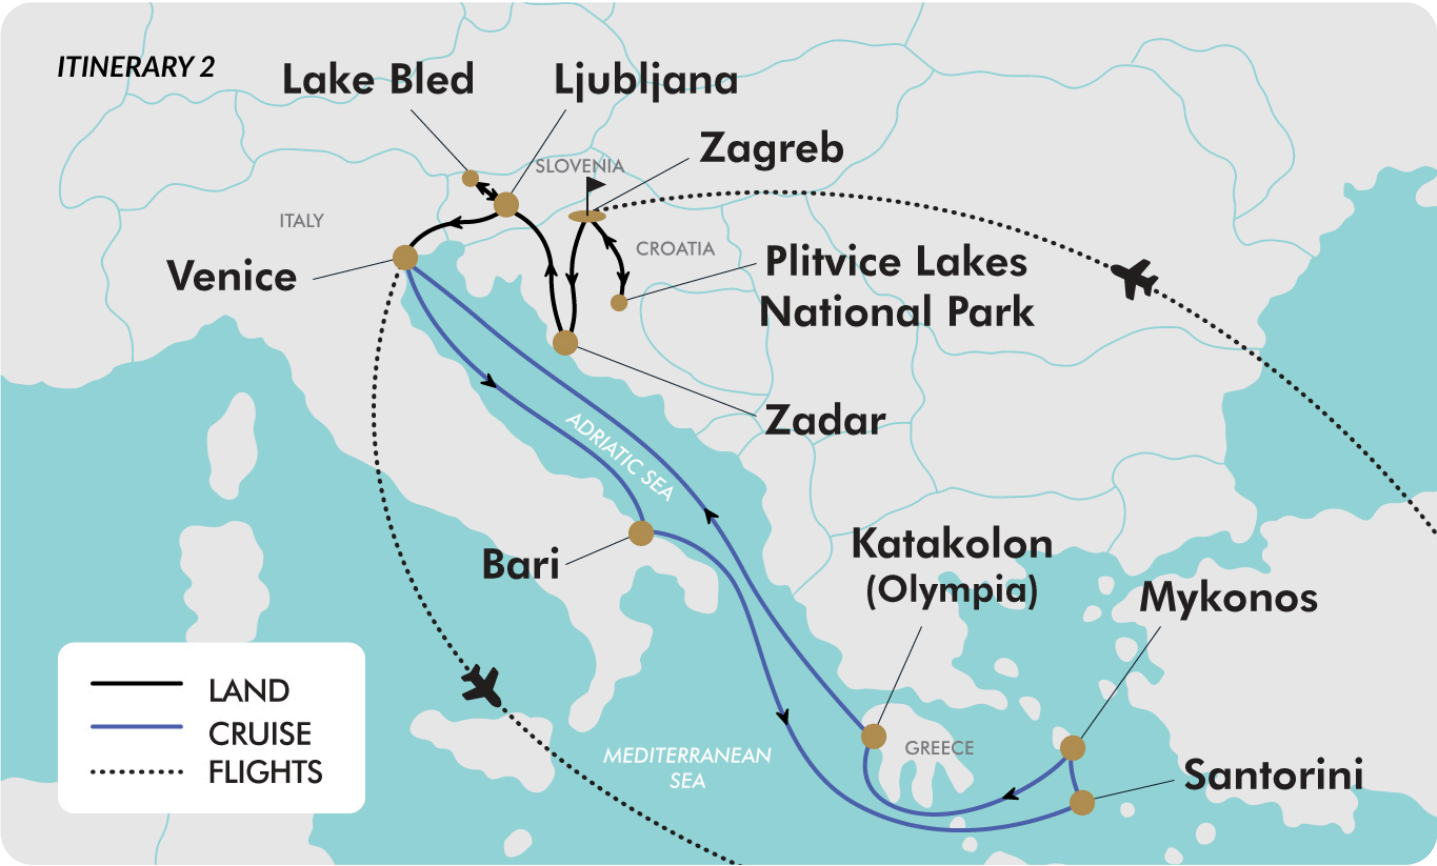 ITINERARY 2
Lake Bled
Ljubljana
Zagreb
SLOVENIA
ITALY
CROATIA
Venice
Plitvice Lakes
National Park
Zadar
ADRIATIC SEA
Bari
Katakolon
(Olympia)
Mykonos
GREECE
Santorini
MEDITERRANEAN
SEA
LAND
CRUISE
FLIGHTS